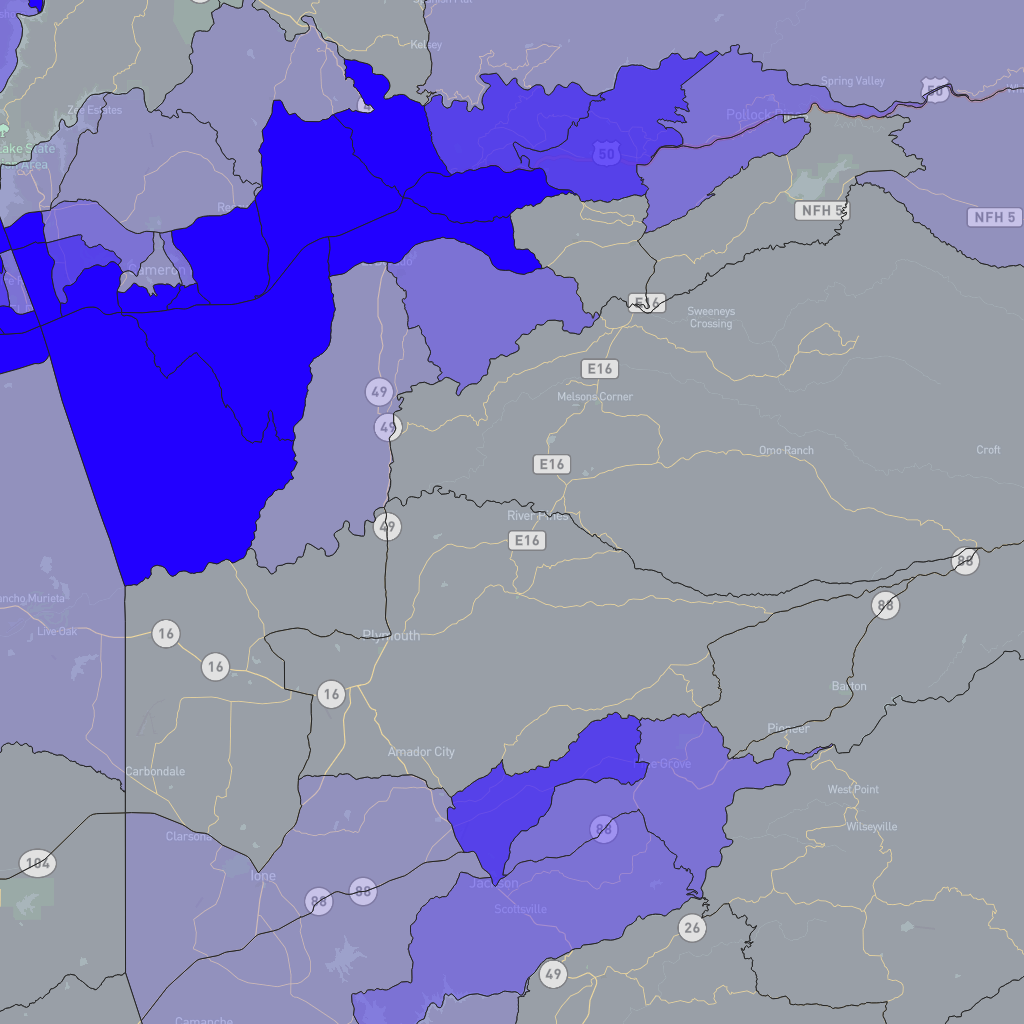 Kelsey
Spring Valley
50
Zee Estates
4
Pollock
Lake State
Area
50
NFH 5
NFH 5
Cameron
E16
Sweeneys
Crossing
E16
49
Melsons Corner
49
E16
Omo Ranch
Croft
River Pines
49
E16
88
Rancho Murieta
88
16
Live Oak
Plymouth
16
16
Barton
Pioneer
Amador City
Carbondale
e Grove
West Point
88
Wilseyville
Clarsona
104
Ione
88
Jackson
88
Scottsville
26
49
Camanche